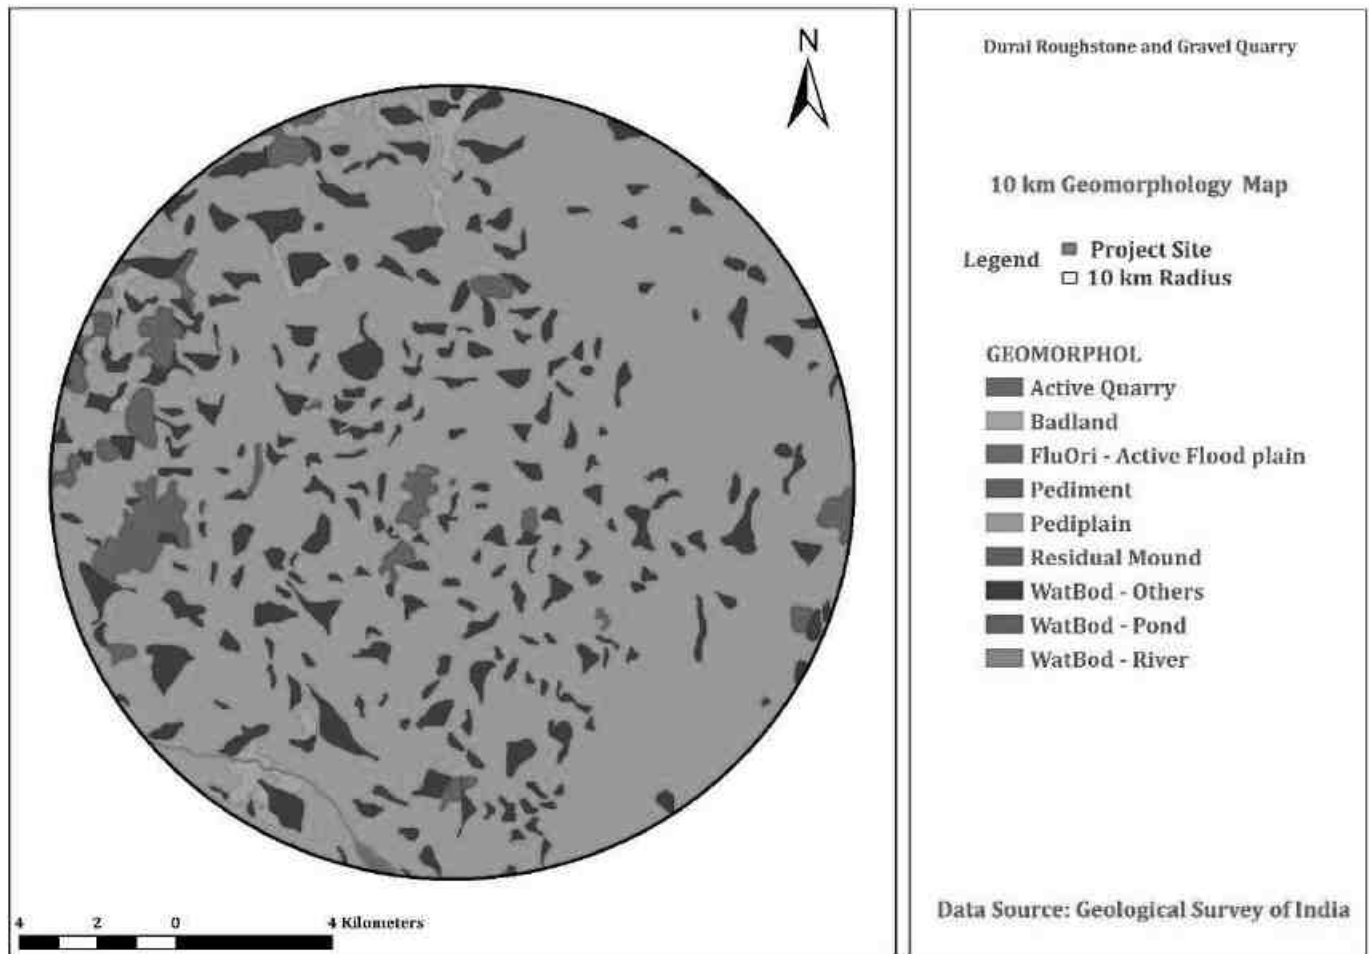 N
4 2 0 4 Kilometers
Durai Roughstone and Gravel Quarry
10 km Geomorphology Map
Legend
Project Site
10 km Radius
GEOMORPHOL
Active Quarry
Badland
FluOri - Active Flood plain
Pediment
Pediplain
Residual Mound
WatBod - Others
WatBod - Pond
WatBod - River
Data Source: Geological Survey of India